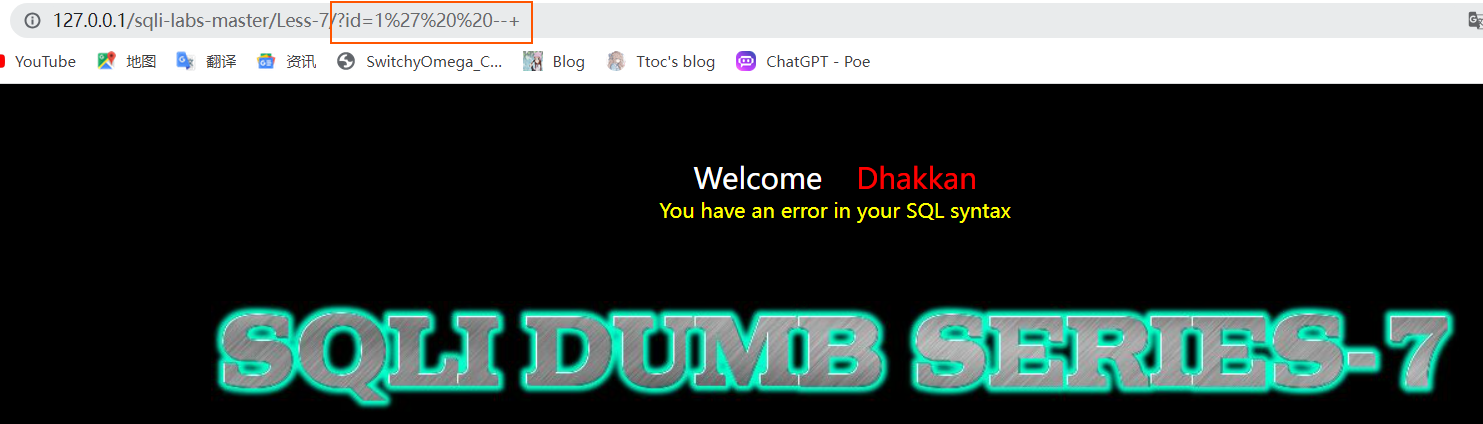 127.0.0.1/sqli-labs-master/Less-7/?id=1%27%20%20--+
YouTube 地图 翻译 资讯 SwitchyOmega_C... Blog Ttoc's blog ChatGPT - Poe
Welcome Dhakkan
You have an error in your SQL syntax
SQLI DUMB SERIES-7